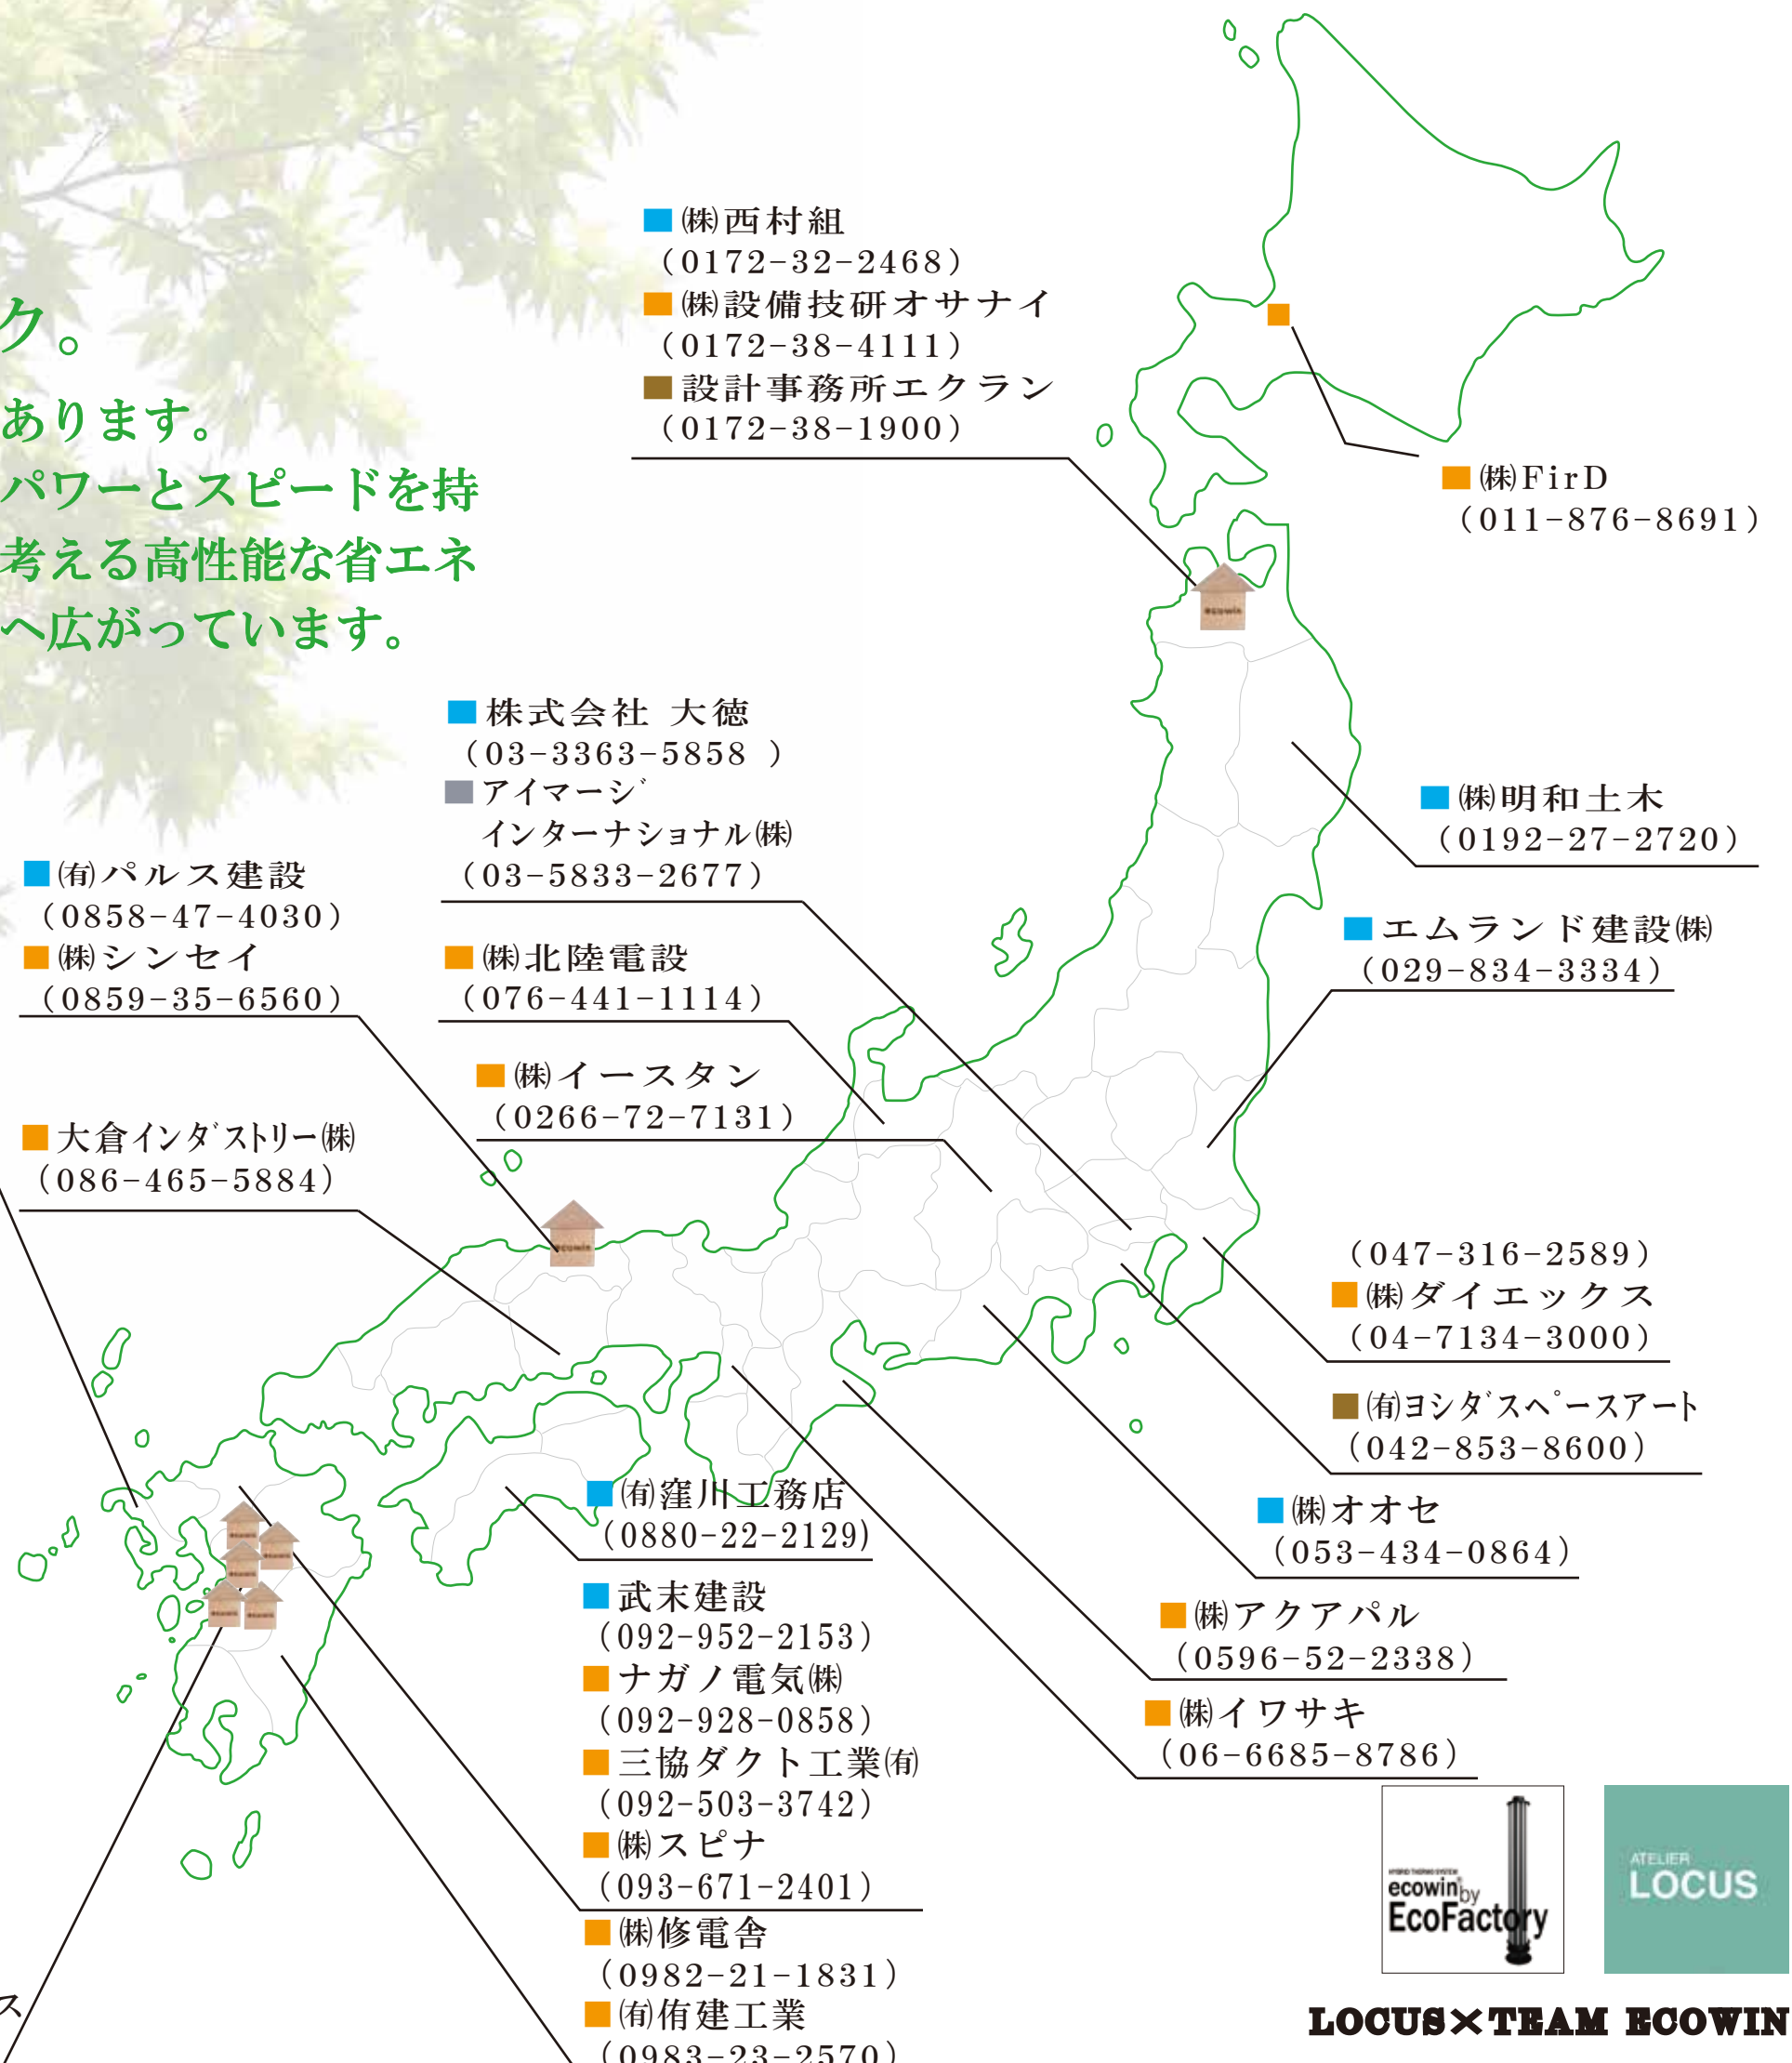 ク。
あります。
パワーとスピードを持
考える高性能な省エネ
へ広がっています。
㈱西村組
（0172-32-2468）
㈱設備技研オサナイ
（0172-38-4111）
設計事務所エクラン
（0172-38-1900）
㈱FirD
（011-876-8691）
ecowin
株式会社 大徳
（03-3363-5858 ）
アイマージ
インターナショナル㈱
（03-5833-2677）
㈱明和土木
（0192-27-2720）
㈲パルス建設
（0858-47-4030）
㈱シンセイ
（0859-35-6560）
㈱北陸電設
（076-441-1114）
エムランド建設㈱
（029-834-3334）
㈱イースタン
（0266-72-7131）
大倉インダストリー㈱
（086-465-5884）
ecowin
（047-316-2589）
㈱ダイエックス
（04-7134-3000）
㈲ヨシダスペースアート
（042-853-8600）
㈲窪川工務店
（0880-22-2129）
㈱オオセ
（053-434-0864）
ecowin
ecowin
ecowin
ecowin
ecowin
武末建設
（092-952-2153）
ナガノ電気㈱
（092-928-0858）
三協ダクト工業㈲
（092-503-3742）
㈱スピナ
（093-671-2401）
㈱アクアパル
（0596-52-2338）
㈱イワサキ
（06-6685-8786）
㈱修電舎
（0982-21-1831）
㈲侑建工業
（0983-23-2570）
ス
HYBRID THERMO SYSTEM
ecowin® by
EcoFactory
ATELIER
LOCUS
LOCUS×TEAM ECOWIN